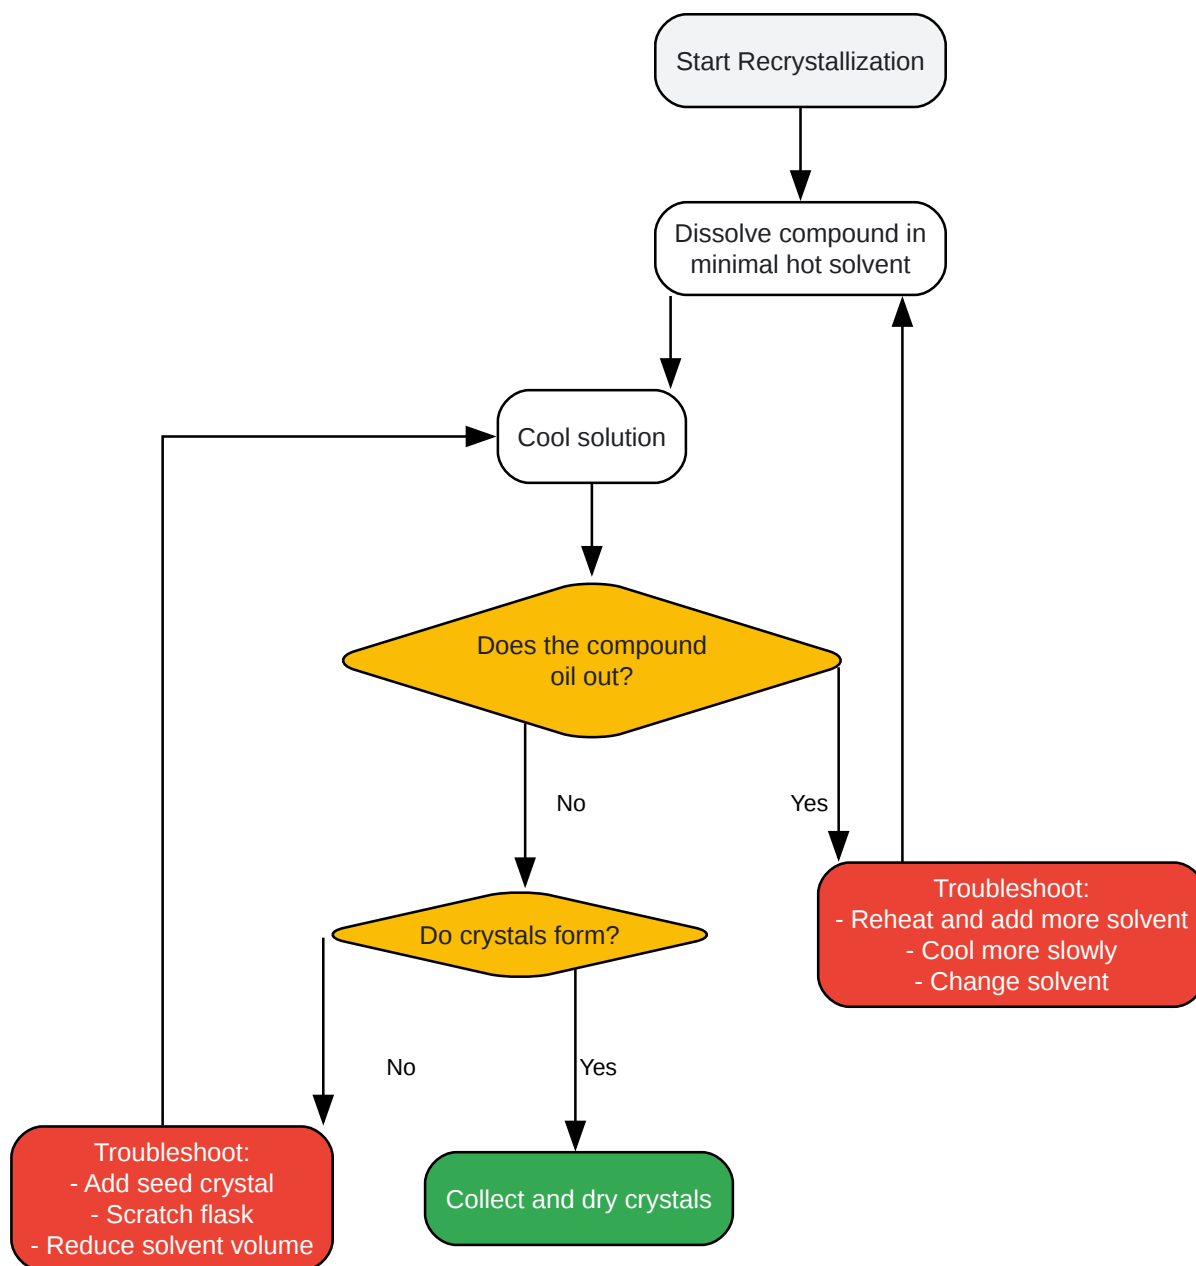 Start Recrystallization
Dissolve compound in
minimal hot solvent
Cool solution
Does the compound
oil out?
No
Yes
Troubleshoot:
- Reheat and add more solvent
- Cool more slowly
- Change solvent
Do crystals form?
No
Yes
Troubleshoot:
- Add seed crystal
- Scratch flask
- Reduce solvent volume
Collect and dry crystals